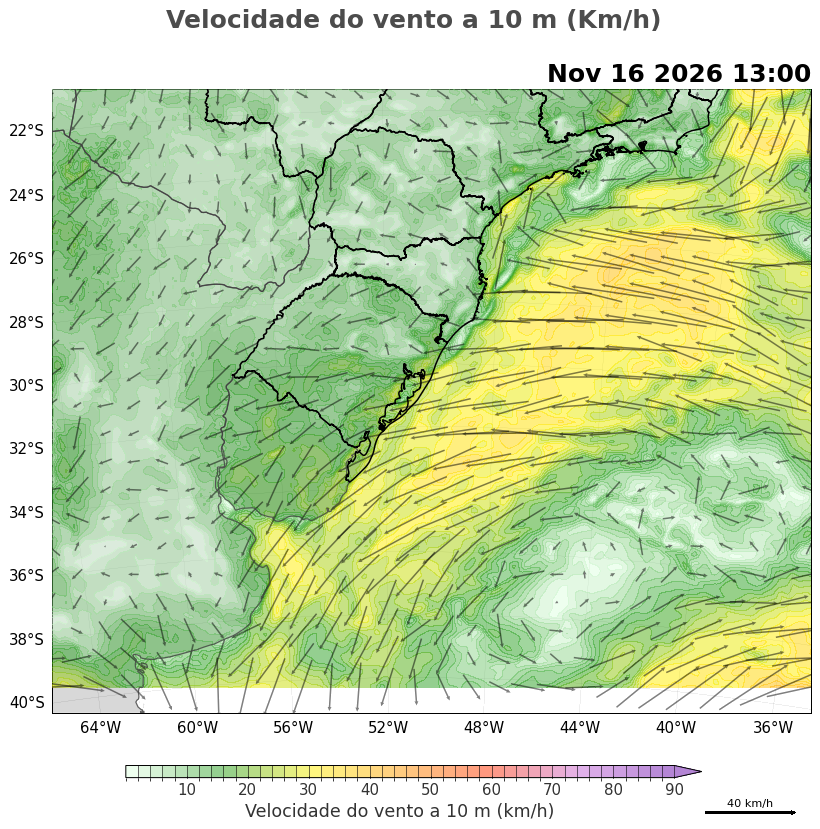 Velocidade do vento a 10 m (Km/h)
Nov 16 2026 13:00
22°S
24°S
26°S
28°S
30°S
32°S
34°S
36°S
38°S
40°S
64°W 60°W 56°W 52°W 48°W 44°W 40°W 36°W
10 20 30 40 50 60 70 80 90
Velocidade do vento a 10 m (km/h)
40 km/h